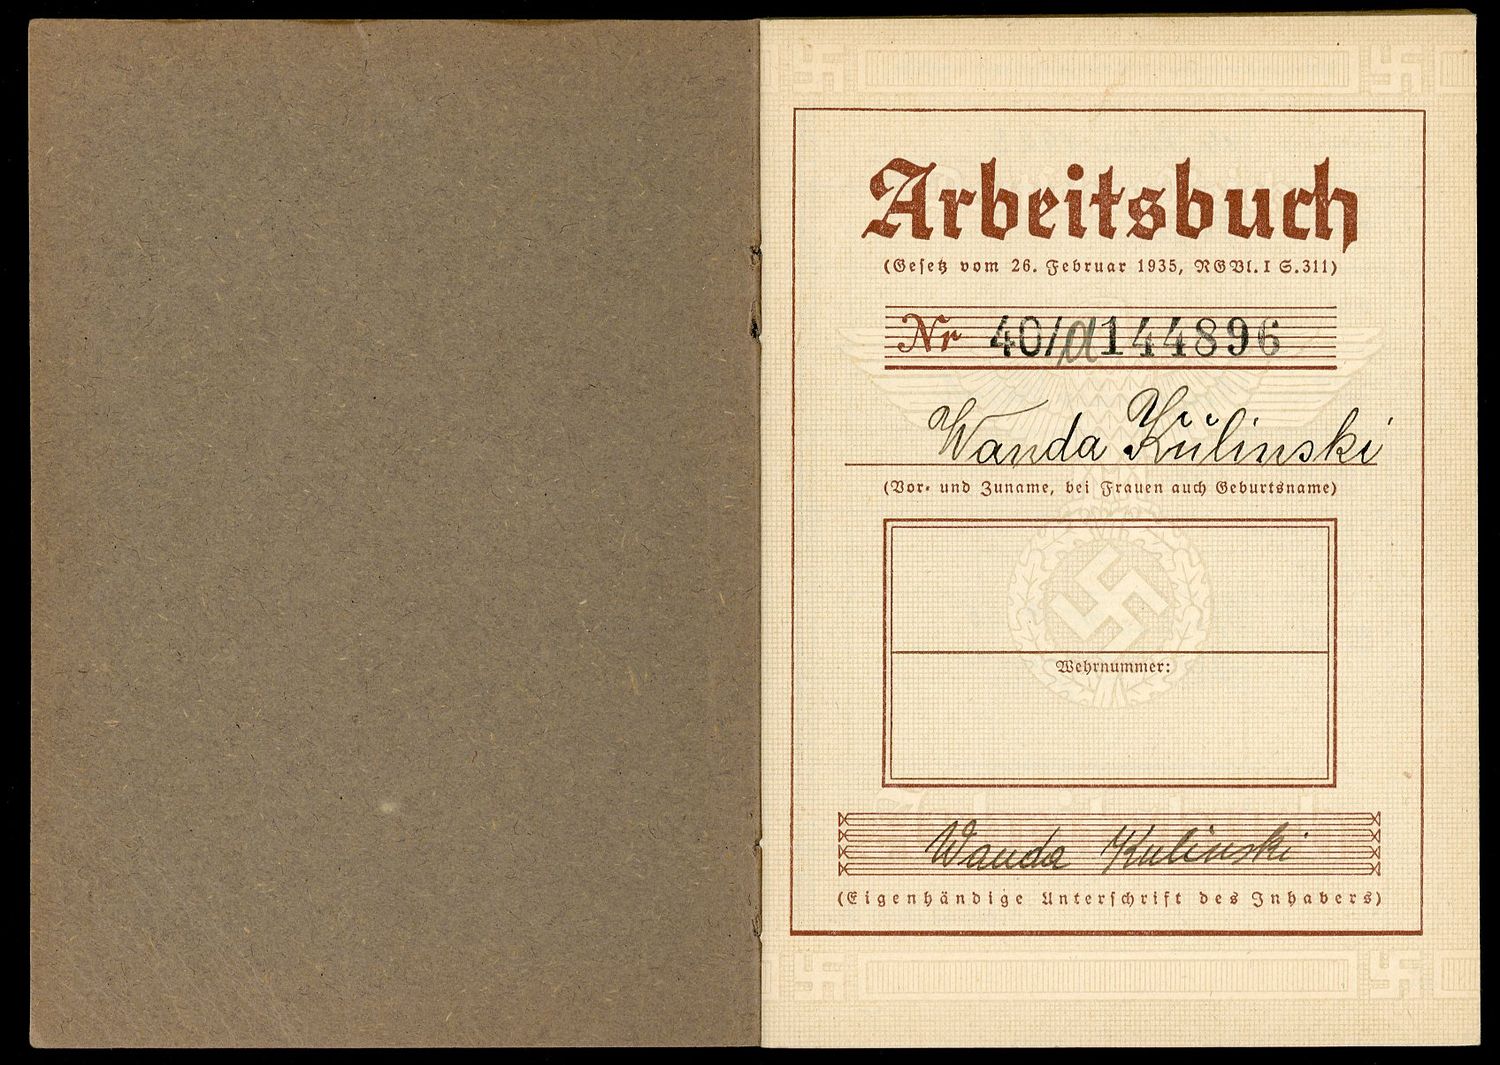 Arbeitsbuch
(Gesetz vom 26. Februar 1935, RGBl. I S. 311)
Nr 40/a144896
Wanda Kŭlinski
(Vor- und Zuname, bei Frauen auch Geburtsname)
Wehrnummer:
Wanda Kulinski
(Eigenhändige Unterschrift des Inhabers)